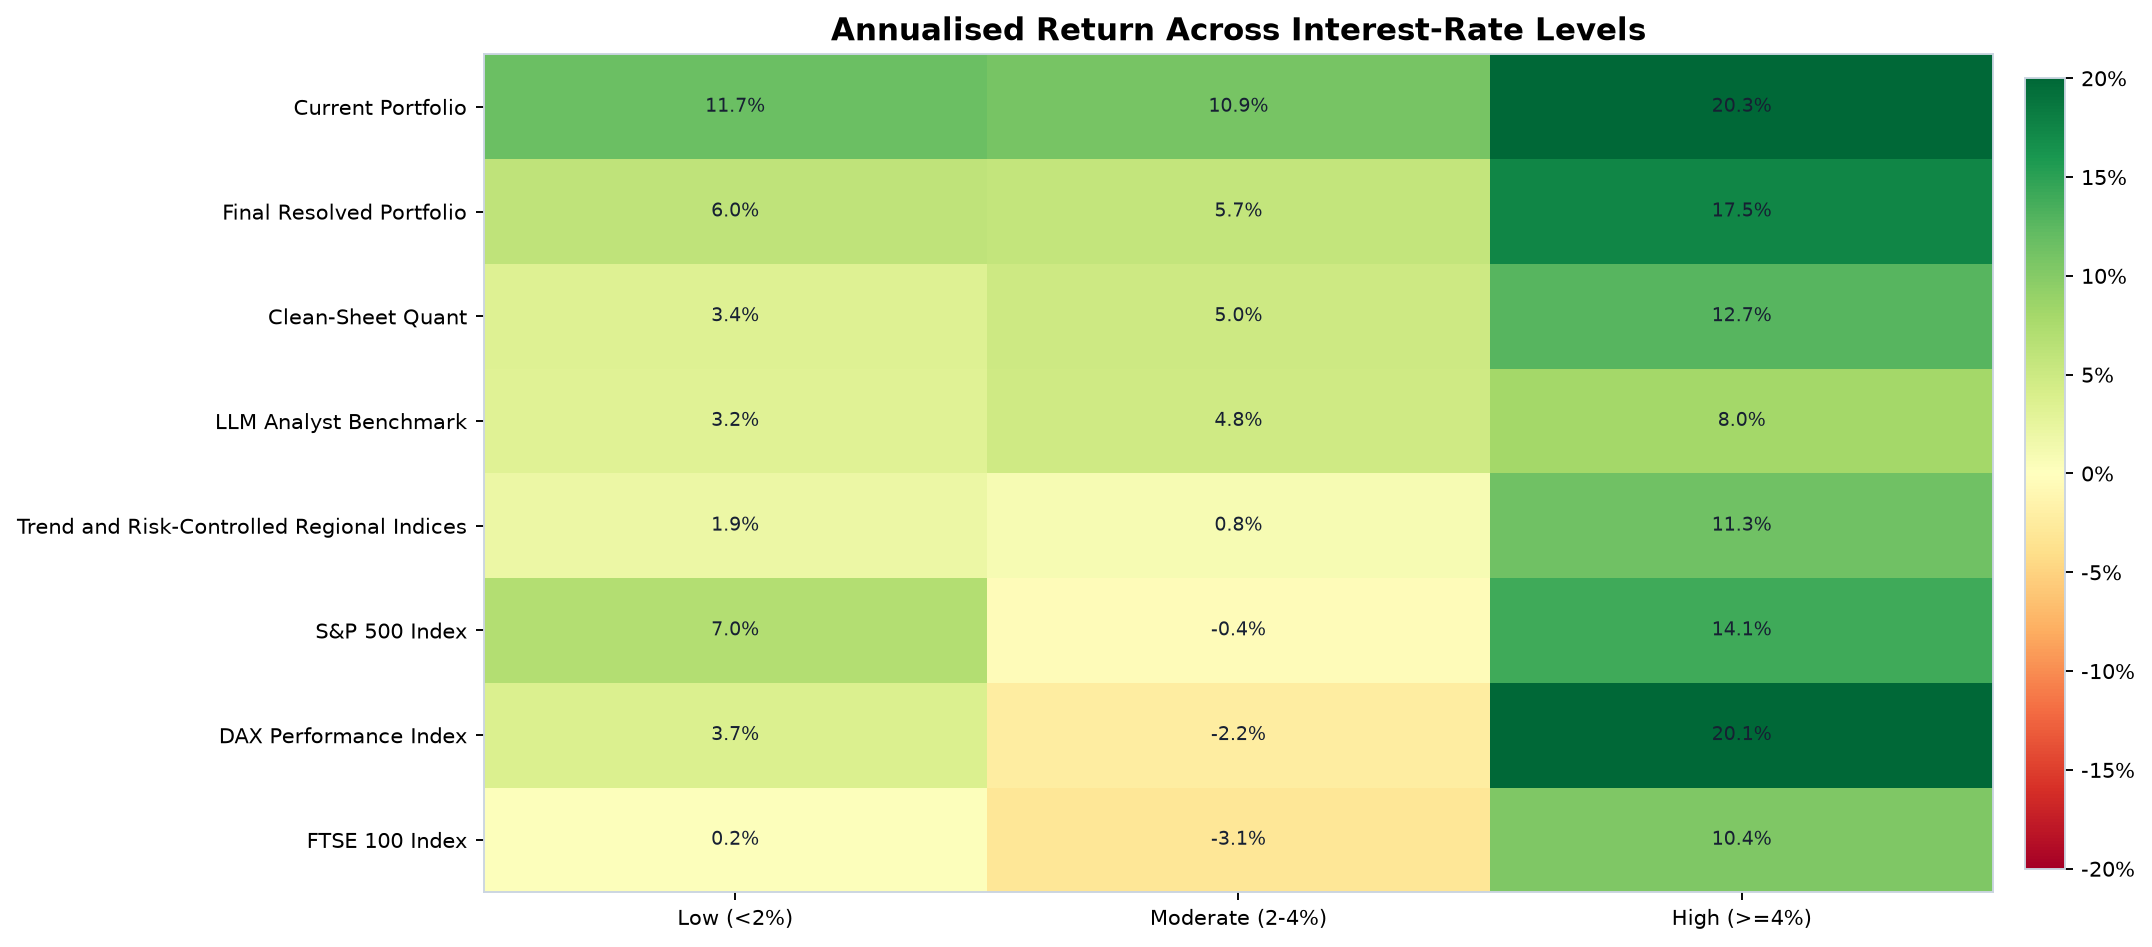 Annualised Return Across Interest-Rate Levels
Current Portfolio 11.7% 10.9% 20.3%
Final Resolved Portfolio 6.0% 5.7% 17.5%
Clean-Sheet Quant 3.4% 5.0% 12.7%
LLM Analyst Benchmark 3.2% 4.8% 8.0%
Trend and Risk-Controlled Regional Indices 1.9% 0.8% 11.3%
S&P 500 Index 7.0% -0.4% 14.1%
DAX Performance Index 3.7% -2.2% 20.1%
FTSE 100 Index 0.2% -3.1% 10.4%
Low (<2%) Moderate (2-4%) High (>=4%)
20%
15%
10%
5%
0%
-5%
-10%
-15%
-20%